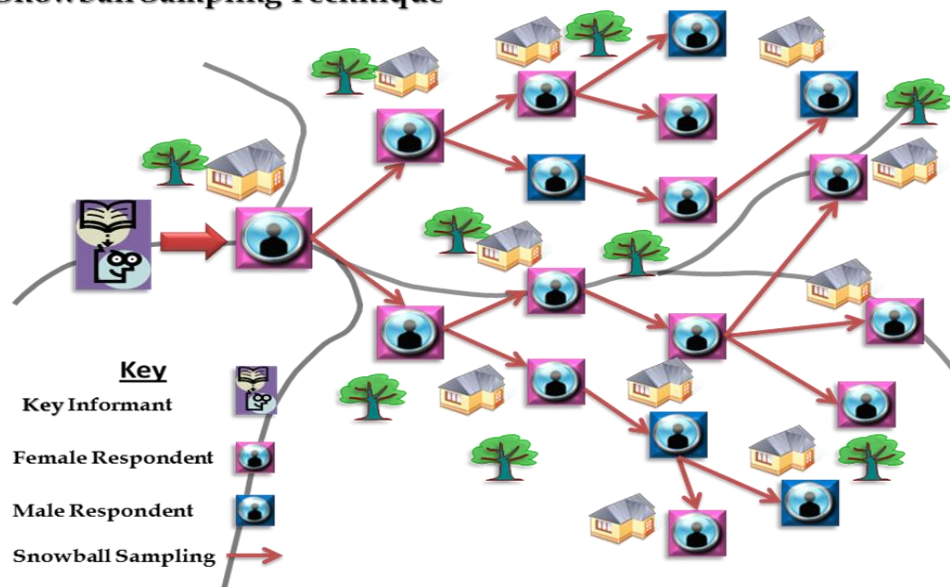 Snowball Sampling Technique
Key
Key Informant
Female Respondent
Male Respondent
Snowball Sampling